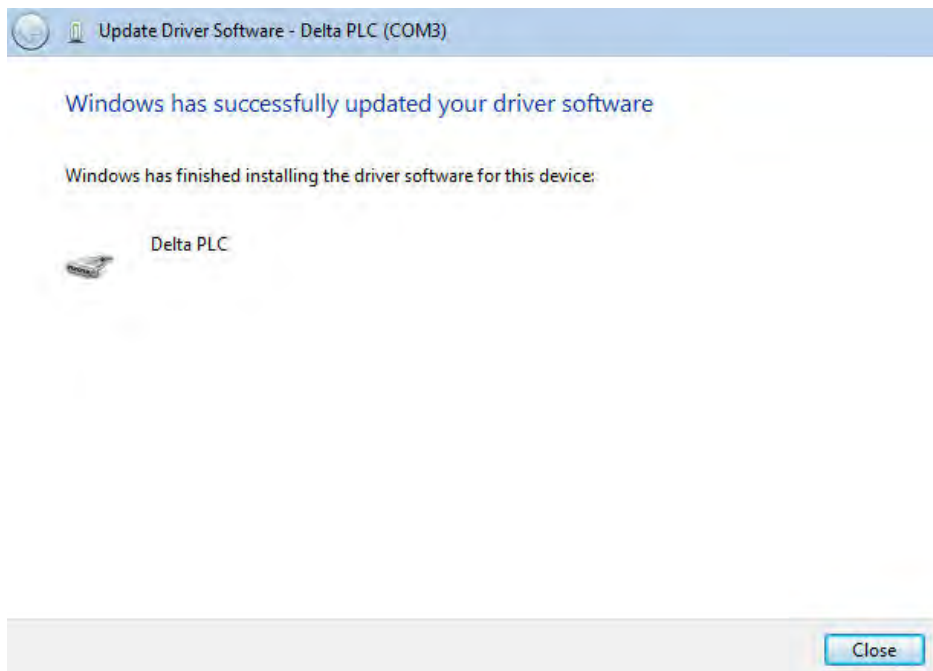 Update Driver Software - Delta PLC (COM3)
Windows has successfully updated your driver software
Windows has finished installing the driver software for this device:
Delta PLC
Close